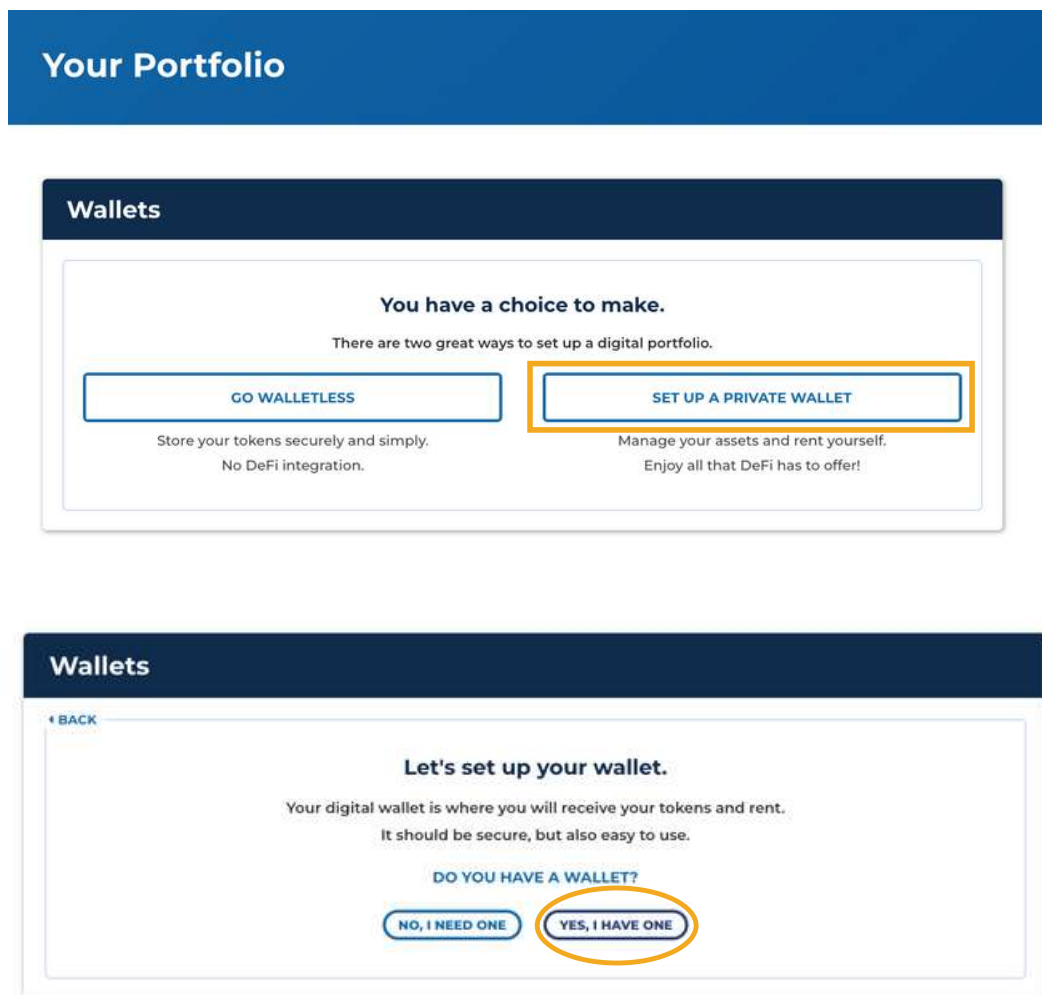 Your Portfolio
Wallets
You have a choice to make.
There are two great ways to set up a digital portfolio.
GO WALLETLESS
SET UP A PRIVATE WALLET
Store your tokens securely and simply.
No DeFi integration.
Manage your assets and rent yourself.
Enjoy all that DeFi has to offer!
Wallets
BACK
Let's set up your wallet.
Your digital wallet is where you will receive your tokens and rent.
It should be secure, but also easy to use.
DO YOU HAVE A WALLET?
NO, I NEED ONE
YES, I HAVE ONE